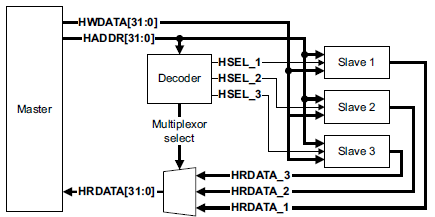 HWDATA[31:0]
HADDR[31:0]
Master
Decoder
HSEL_1
HSEL_2
HSEL_3
Slave 1
Slave 2
Slave 3
Multiplexor
select
HRDATA_3
HRDATA[31:0]
HRDATA_2
HRDATA_1